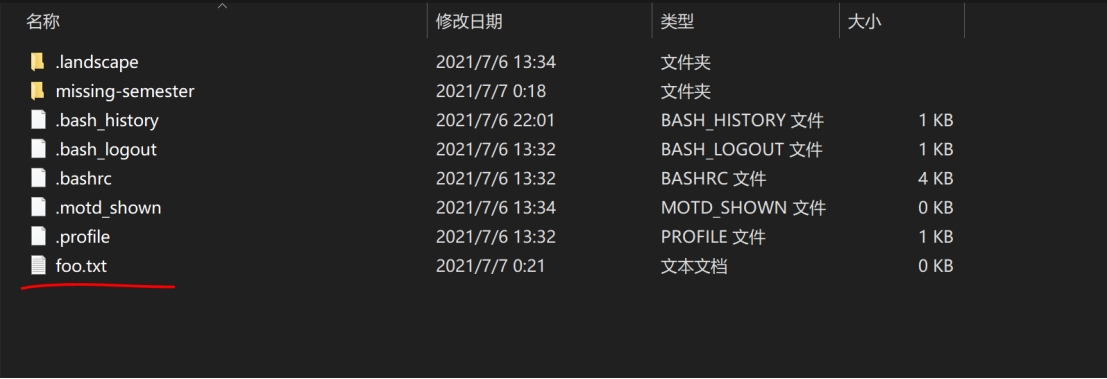 名称 修改日期 类型 大小
.landscape 2021/7/6 13:34 文件夹
missing-semester 2021/7/7 0:18 文件夹
.bash_history 2021/7/6 22:01 BASH_HISTORY 文件 1 KB
.bash_logout 2021/7/6 13:32 BASH_LOGOUT 文件 1 KB
.bashrc 2021/7/6 13:32 BASHRC 文件 4 KB
.motd_shown 2021/7/6 13:34 MOTD_SHOWN 文件 0 KB
.profile 2021/7/6 13:32 PROFILE 文件 1 KB
foo.txt 2021/7/7 0:21 文本文档 0 KB